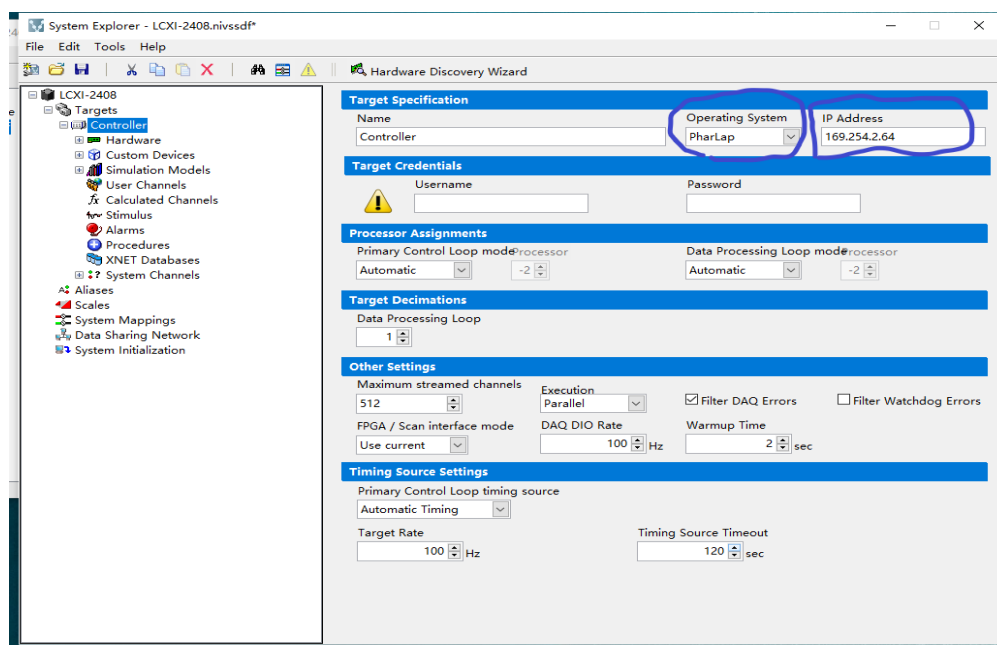 System Explorer - LCXI-2408.nivssdf*
File Edit Tools Help
Hardware Discovery Wizard
LCXI-2408
Targets
Controller
Hardware
Custom Devices
Simulation Models
User Channels
fx Calculated Channels
Stimulus
Alarms
Procedures
XNET Databases
System Channels
Aliases
Scales
System Mappings
Data Sharing Network
System Initialization
Target Specification
Name Operating System IP Address
Controller PharLap 169.254.2.64
Target Credentials
Username Password
Processor Assignments
Primary Control Loop mode Processor Data Processing Loop mode Processor
Automatic -2 Automatic -2
Target Decimations
Data Processing Loop
1
Other Settings
Maximum streamed channels Execution
512 Parallel Filter DAQ Errors Filter Watchdog Errors
FPGA / Scan interface mode DAQ DIO Rate Warmup Time
Use current 100 Hz 2 sec
Timing Source Settings
Primary Control Loop timing source
Automatic Timing
Target Rate Timing Source Timeout
100 Hz 120 sec